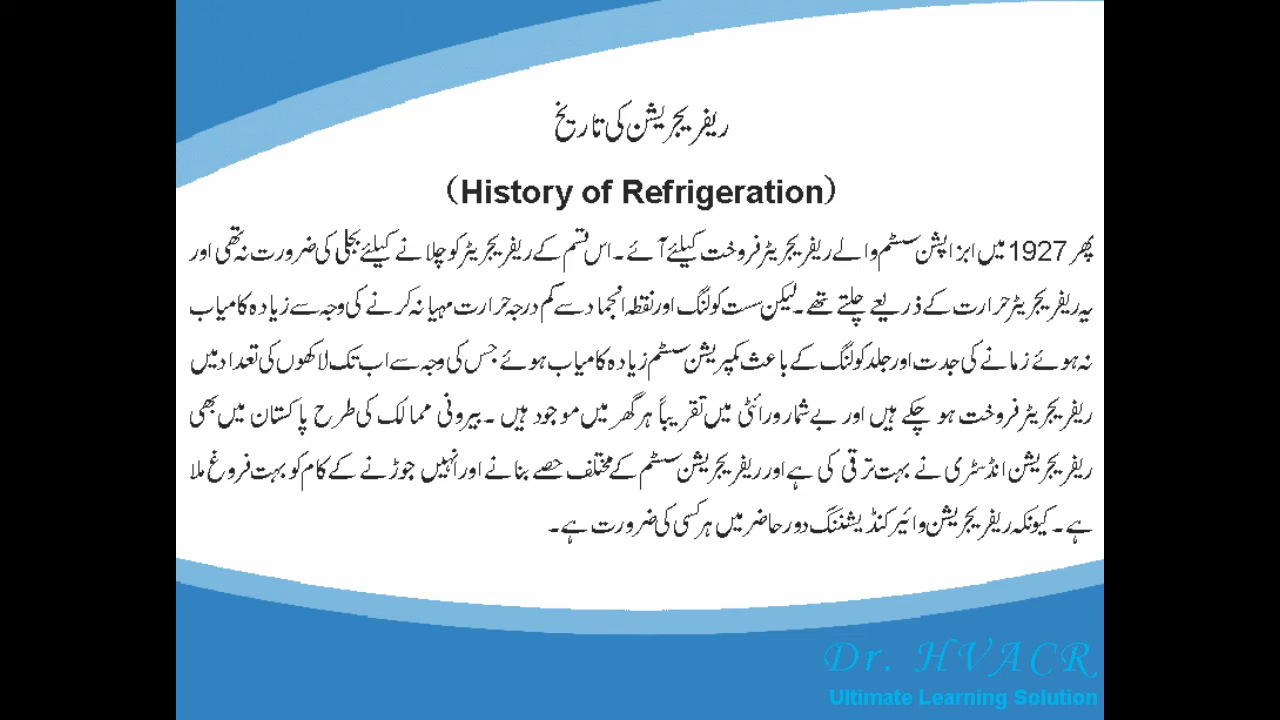 ریفریجریشن کی تاریخ
(History of Refrigeration)
پھر 1927 میں ابزاپشن سسٹم والے ریفریجریٹر فروخت کیلئے آئے ۔ اس قسم کے ریفریجریٹر کو چلانے کیلئے بجلی کی ضرورت نہ تھی اور
یہ ریفریجریٹر حرارت کے ذریعے چلتے تھے ۔ لیکن سست کولنگ اور نقطہ انجماد سے کم درجہ حرارت مہیا نہ کرنے کی وجہ سے زیادہ کامیاب
نہ ہوئے زمانے کی جدت اور جلد کولنگ کے باعث کمپریشن سسٹم زیادہ کامیاب ہوئے جس کی وجہ سے اب تک لاکھوں کی تعداد میں
ریفریجریٹر فروخت ہو چکے ہیں اور بے شمار ورائٹی میں تقریباً ہر گھر میں موجود ہیں ۔ بیرونی ممالک کی طرح پاکستان میں بھی
ریفریجریشن انڈسٹری نے بہت ترقی کی ہے اور ریفریجریشن سسٹم کے مختلف حصے بنانے اور انہیں جوڑنے کے کام کو بہت فروغ ملا
ہے ۔ کیونکہ ریفریجریشن وائیر کنڈیشننگ دور حاضر میں ہر کسی کی ضرورت ہے ۔
Dr. HVACR
Ultimate Learning Solution